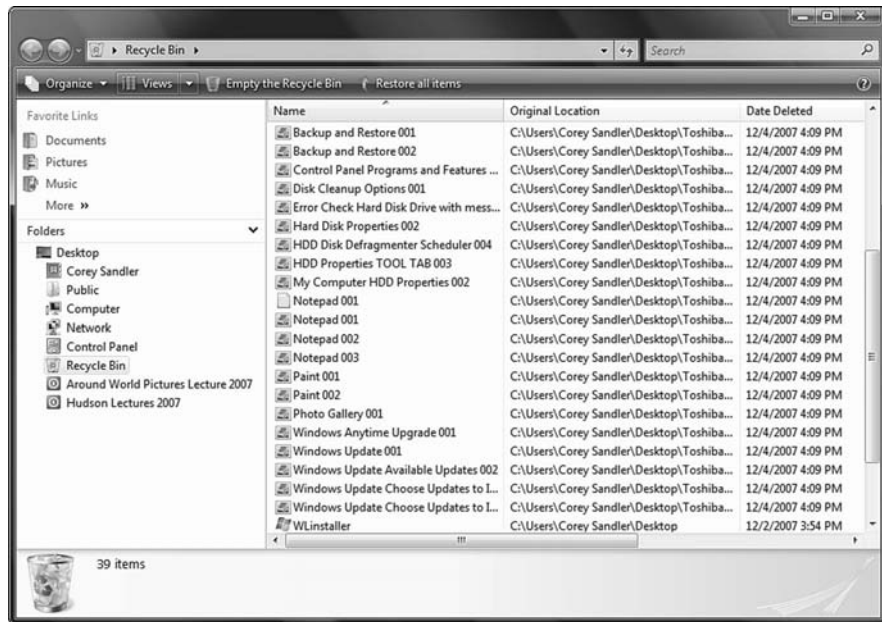 Recycle Bin
Search
Organize Views Empty the Recycle Bin Restore all items
Favorite Links
Documents
Pictures
Music
More »
Folders
Desktop
Corey Sandler
Public
Computer
Network
Control Panel
Recycle Bin
Around World Pictures Lecture 2007
Hudson Lectures 2007
Name Original Location Date Deleted
Backup and Restore 001 C:\Users\Corey Sandler\Desktop\Toshiba... 12/4/2007 4:09 PM
Backup and Restore 002 C:\Users\Corey Sandler\Desktop\Toshiba... 12/4/2007 4:09 PM
Control Panel Programs and Features ... C:\Users\Corey Sandler\Desktop\Toshiba... 12/4/2007 4:09 PM
Disk Cleanup Options 001 C:\Users\Corey Sandler\Desktop\Toshiba... 12/4/2007 4:09 PM
Error Check Hard Disk Drive with mess... C:\Users\Corey Sandler\Desktop\Toshiba... 12/4/2007 4:09 PM
Hard Disk Properties 002 C:\Users\Corey Sandler\Desktop\Toshiba... 12/4/2007 4:09 PM
HDD Disk Defragmenter Scheduler 004 C:\Users\Corey Sandler\Desktop\Toshiba... 12/4/2007 4:09 PM
HDD Properties TOOL TAB 003 C:\Users\Corey Sandler\Desktop\Toshiba... 12/4/2007 4:09 PM
My Computer HDD Properties 002 C:\Users\Corey Sandler\Desktop\Toshiba... 12/4/2007 4:09 PM
Notepad 001 C:\Users\Corey Sandler\Desktop\Toshiba... 12/4/2007 4:09 PM
Notepad 001 C:\Users\Corey Sandler\Desktop\Toshiba... 12/4/2007 4:09 PM
Notepad 002 C:\Users\Corey Sandler\Desktop\Toshiba... 12/4/2007 4:09 PM
Notepad 003 C:\Users\Corey Sandler\Desktop\Toshiba... 12/4/2007 4:09 PM
Paint 001 C:\Users\Corey Sandler\Desktop\Toshiba... 12/4/2007 4:09 PM
Paint 002 C:\Users\Corey Sandler\Desktop\Toshiba... 12/4/2007 4:09 PM
Photo Gallery 001 C:\Users\Corey Sandler\Desktop\Toshiba... 12/4/2007 4:09 PM
Windows Anytime Upgrade 001 C:\Users\Corey Sandler\Desktop\Toshiba... 12/4/2007 4:09 PM
Windows Update 001 C:\Users\Corey Sandler\Desktop\Toshiba... 12/4/2007 4:09 PM
Windows Update Available Updates 002 C:\Users\Corey Sandler\Desktop\Toshiba... 12/4/2007 4:09 PM
Windows Update Choose Updates to I... C:\Users\Corey Sandler\Desktop\Toshiba... 12/4/2007 4:09 PM
Windows Update Choose Updates to I... C:\Users\Corey Sandler\Desktop\Toshiba... 12/4/2007 4:09 PM
WLinstaller C:\Users\Corey Sandler\Desktop 12/2/2007 3:54 PM
39 items